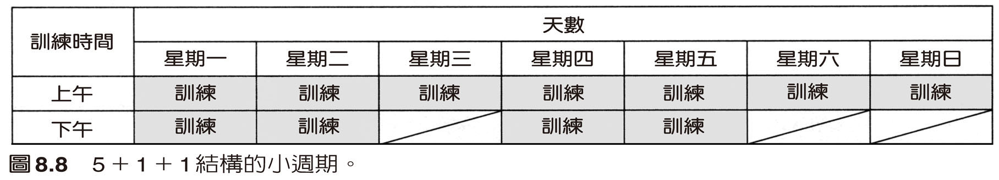 訓練時間 天數
星期一 星期二 星期三 星期四 星期五 星期六 星期日
上午 訓練 訓練 訓練 訓練 訓練 訓練 訓練
下午 訓練 訓練 訓練 訓練
圖 8.8 5＋1＋1結構的小週期。